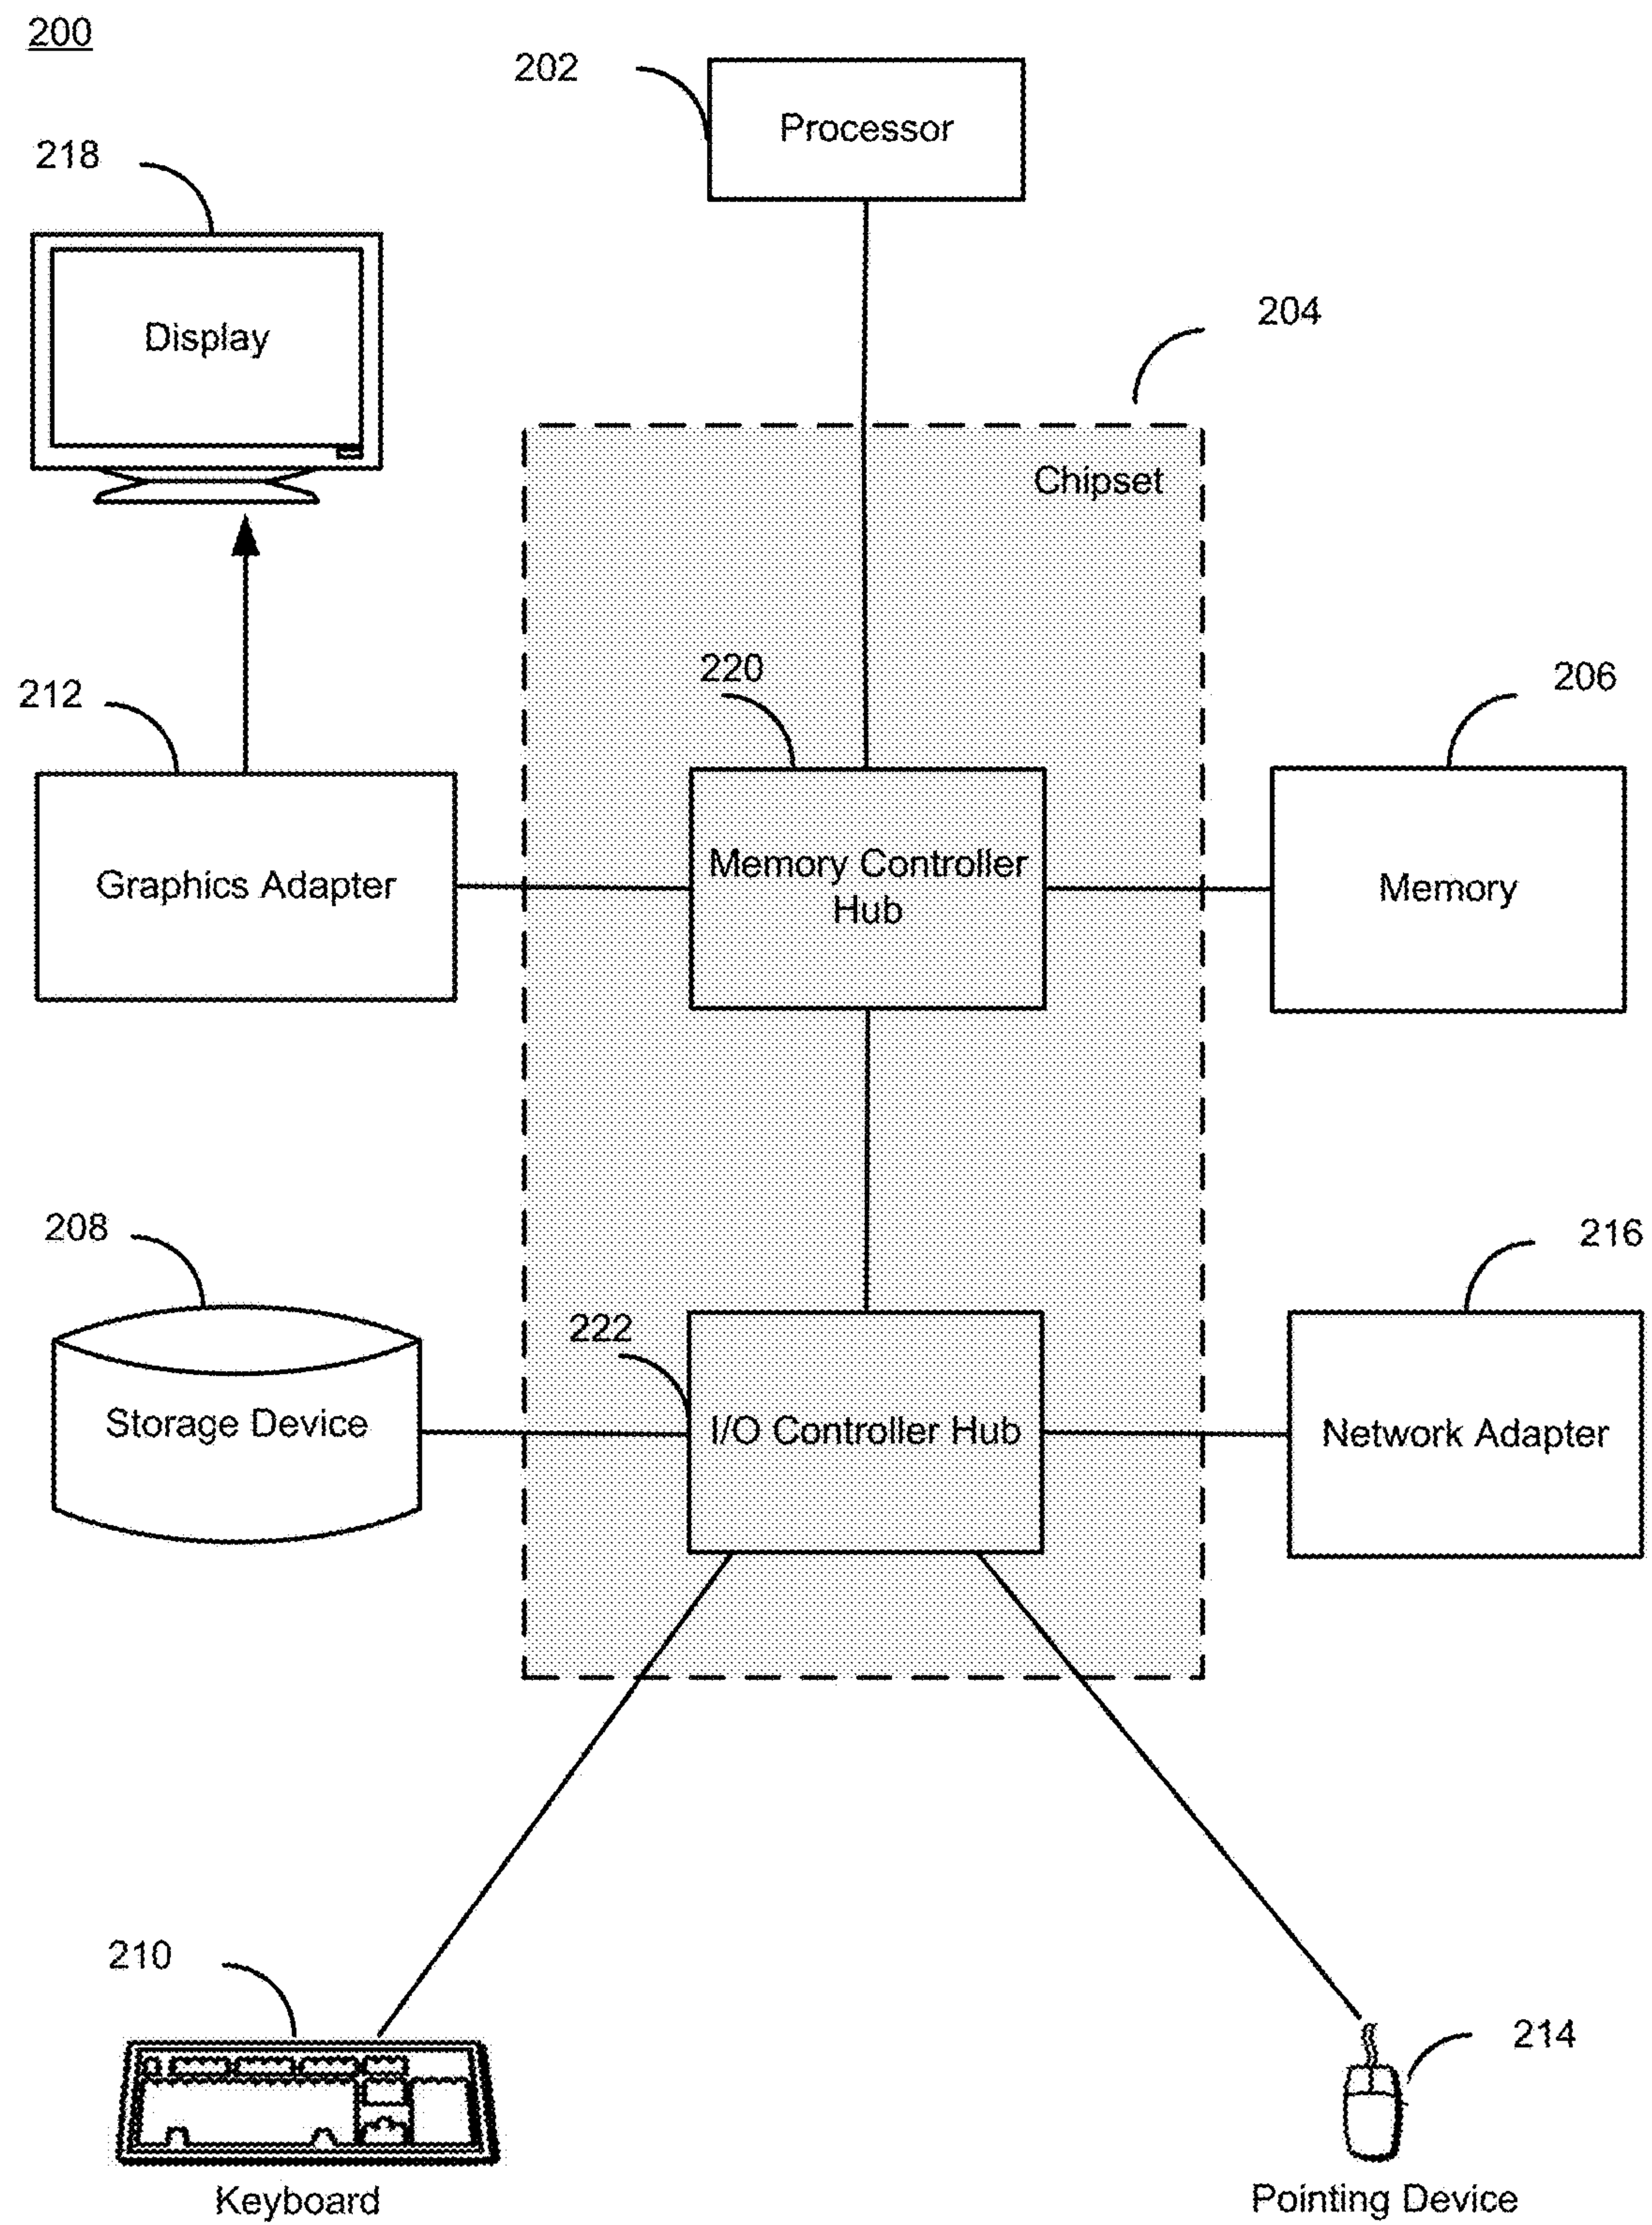 200
202
Processor
218
Display
204
Chipset
220
206
212
Memory Controller
Hub
Graphics Adapter
Memory
208
216
222
Storage Device
I/O Controller Hub
Network Adapter
210
214
Keyboard
Pointing Device